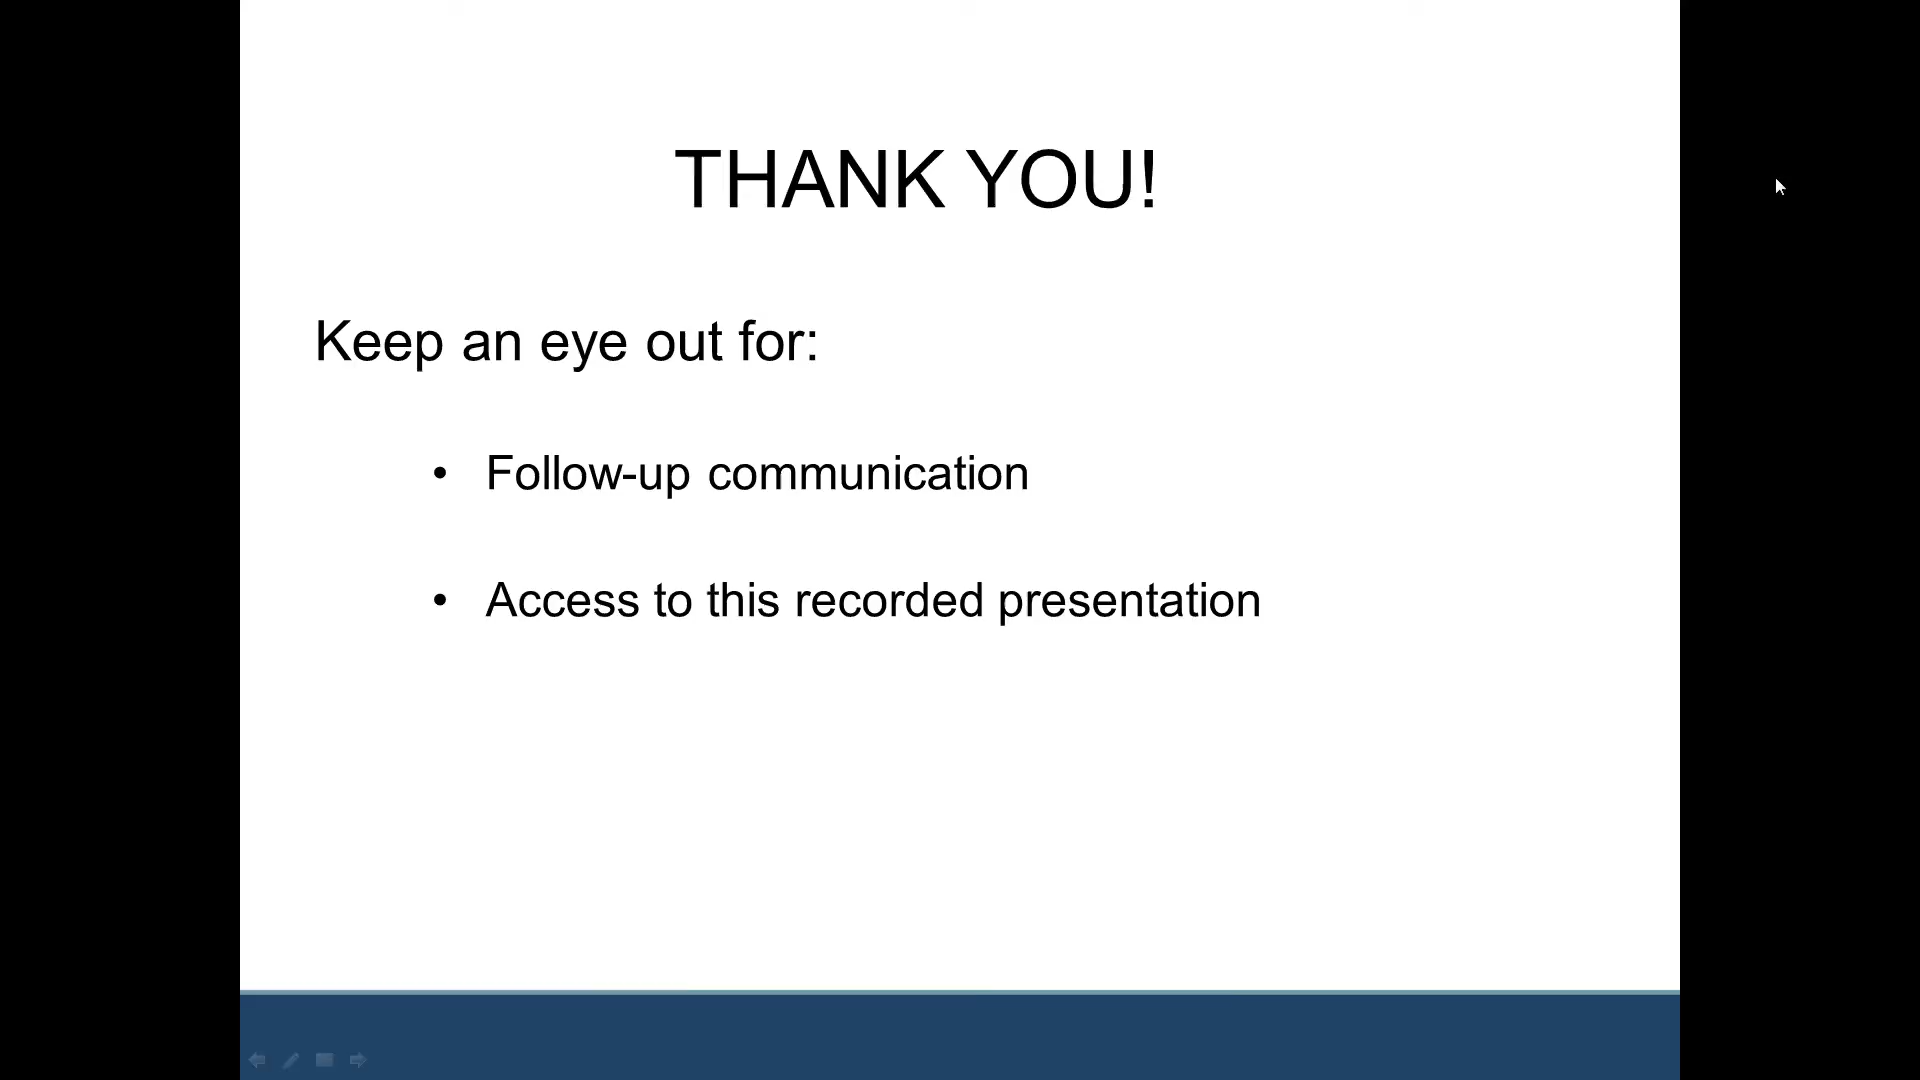 THANK YOU!
Keep an eye out for:
• Follow-up communication
• Access to this recorded presentation